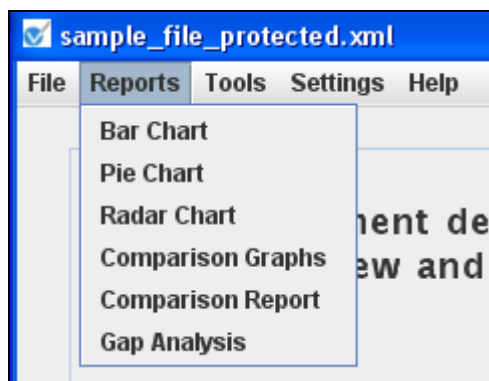 sample_file_protected.xml
File Reports Tools Settings Help
Bar Chart
Pie Chart
Radar Chart
Comparison Graphs
Comparison Report
Gap Analysis